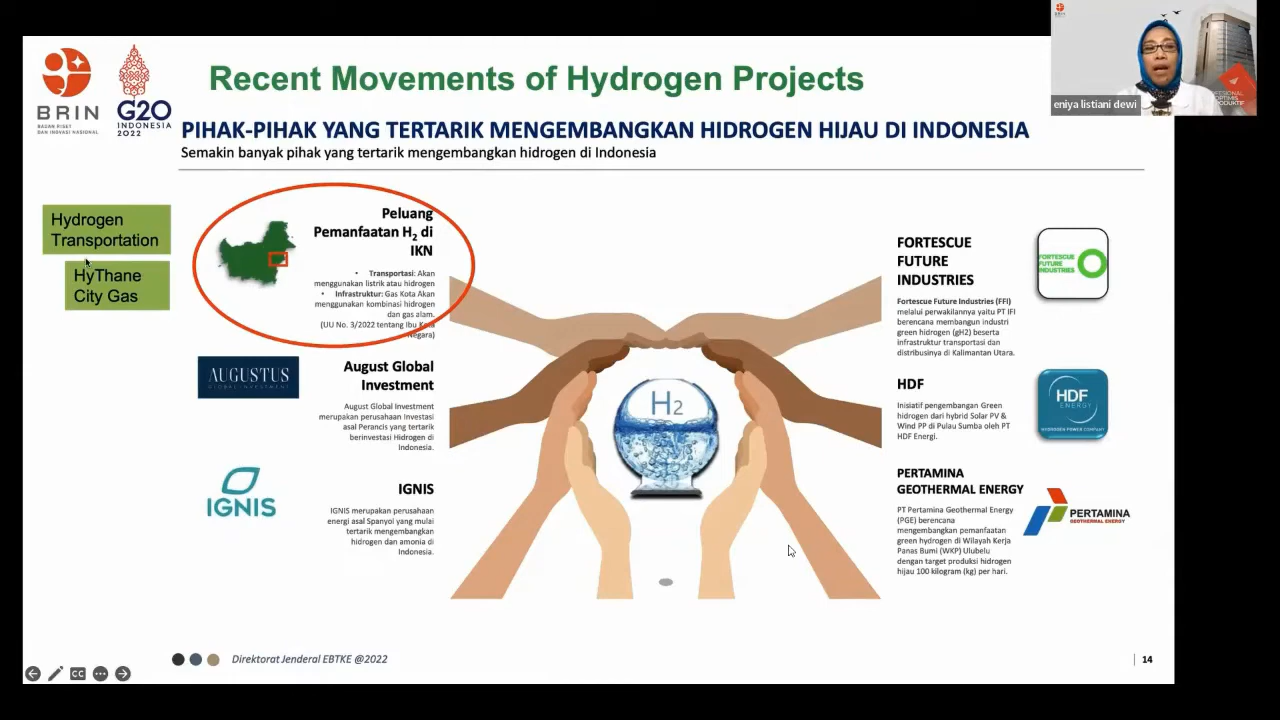 BRIN
BADAN RISET
DAN INOVASI NASIONAL
G20
INDONESIA
2022
Recent Movements of Hydrogen Projects
PIHAK-PIHAK YANG TERTARIK MENGEMBANGKAN HIDROGEN HIJAU DI INDONESIA
Semakin banyak pihak yang tertarik mengembangkan hidrogen di Indonesia
eniya listiani dewi
Hydrogen
Transportation
HyThane
City Gas
Peluang
Pemanfaatan H₂ di
IKN
• Transportasi: Akan
menggunakan listrik atau hidrogen
• Infrastruktur: Gas Kota Akan
menggunakan kombinasi hidrogen
dan gas alam.
(UU No. 3/2022 tentang Ibu Kota
Negara)
AUGUSTUS
GLOBAL INVESTMENT
August Global
Investment
August Global Investment
merupakan perusahaan Investasi
asal Perancis yang tertarik
berinvestasi Hidrogen di
Indonesia.
IGNIS
IGNIS
IGNIS merupakan perusahaan
energi asal Spanyol yang mulai
tertarik mengembangkan
hidrogen dan amonia di
Indonesia.
H₂
FORTESCUE
FUTURE
INDUSTRIES
Fortescue Future Industries (FFI)
melalui perwakilannya yaitu PT IFI
berencana membangun industri
green hidrogen (gH2) beserta
infrastruktur transportasi dan
distribusinya di Kalimantan Utara.
FORTESCUE
FUTURE
INDUSTRIES
HDF
Inisiatif pengembangan Green
hidrogen dari hybrid Solar PV &
Wind PP di Pulau Sumba oleh PT
HDF Energi.
HDF
ENERGY
HYDROGEN POWER COMPANY
PERTAMINA
GEOTHERMAL ENERGY
PT Pertamina Geothermal Energy
(PGE) berencana
mengembangkan pemanfaatan
green hydrogen di Wilayah Kerja
Panas Bumi (WKP) Ulubelu
dengan target produksi hidrogen
hijau 100 kilogram (kg) per hari.
PERTAMINA
GEOTHERMAL ENERGY
Direktorat Jenderal EBTKE @2022
14
CC